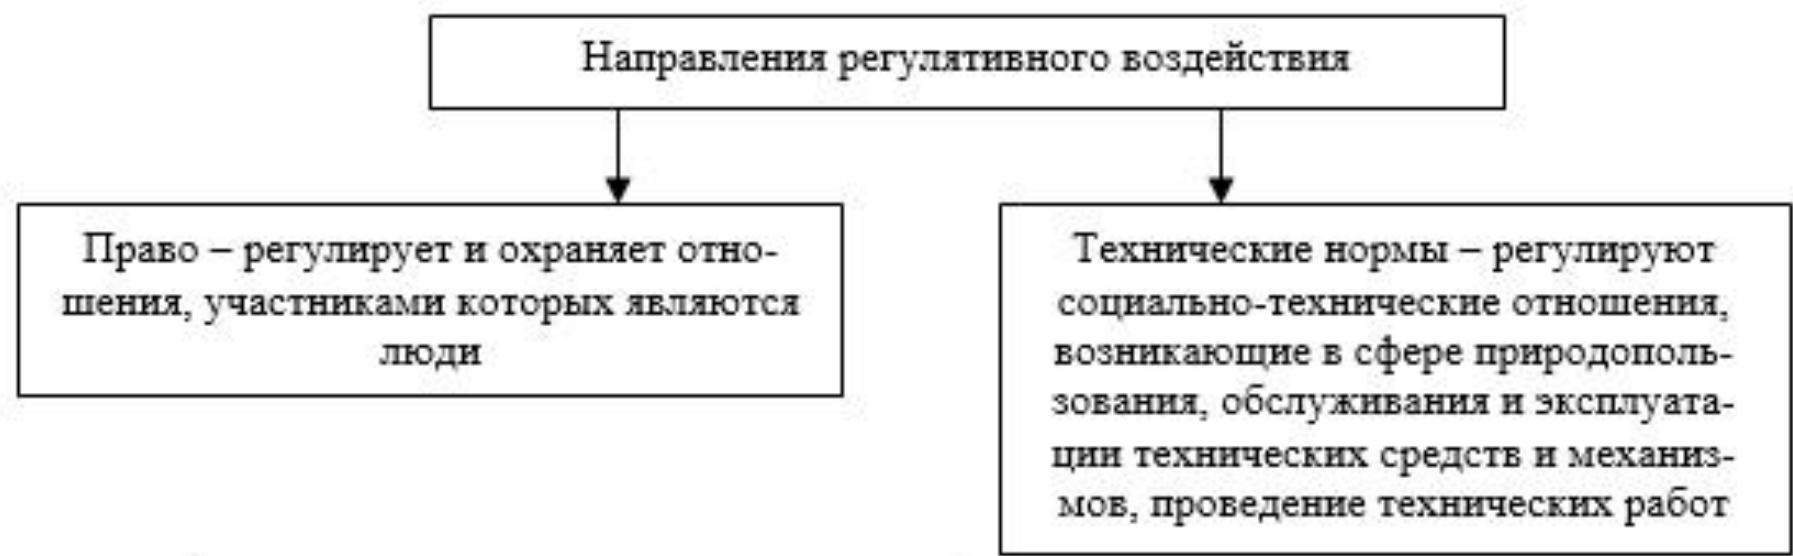 Направления регулятивного воздействия
Право – регулирует и охраняет отно-
шения, участниками которых являются
люди
Технические нормы – регулируют
социально-технические отношения,
возникающие в сфере природополь-
зования, обслуживания и эксплуата-
ции технических средств и механиз-
мов, проведение технических работ